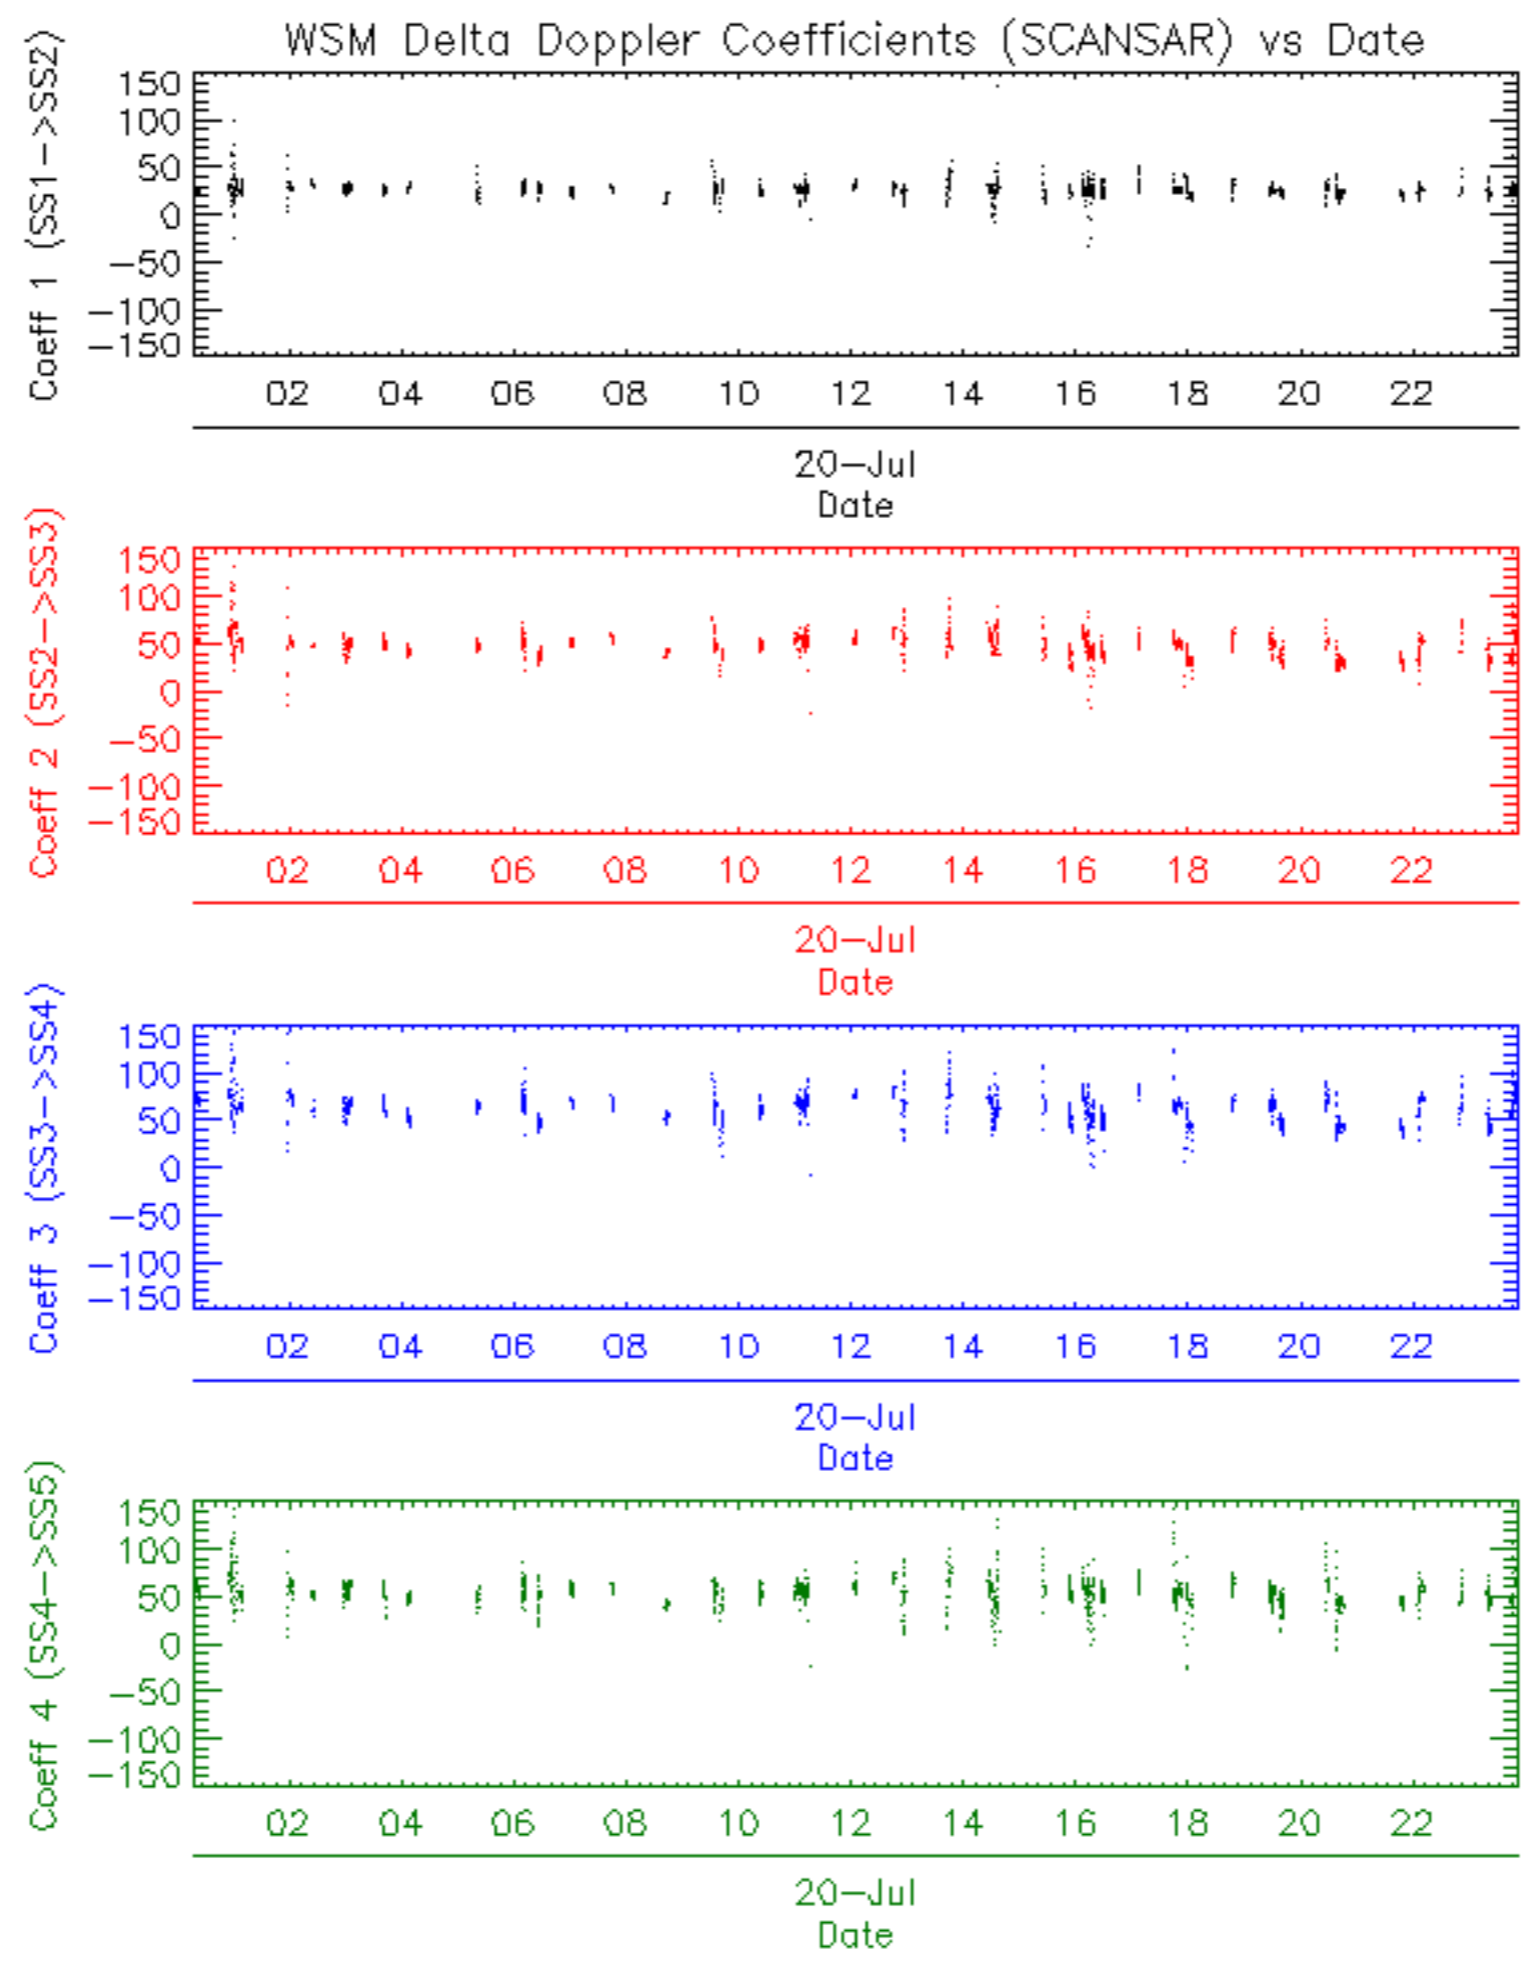 WSM Delta Doppler Coefficients (SCANSAR) vs Date
Coeff 1 (SS1->SS2)
150
100
50
0
-50
-100
-150
02 04 06 08 10 12 14 16 18 20 22
20-Jul
Date
Coeff 2 (SS2->SS3)
150
100
50
0
-50
-100
-150
02 04 06 08 10 12 14 16 18 20 22
20-Jul
Date
Coeff 3 (SS3->SS4)
150
100
50
0
-50
-100
-150
02 04 06 08 10 12 14 16 18 20 22
20-Jul
Date
Coeff 4 (SS4->SS5)
150
100
50
0
-50
-100
-150
02 04 06 08 10 12 14 16 18 20 22
20-Jul
Date